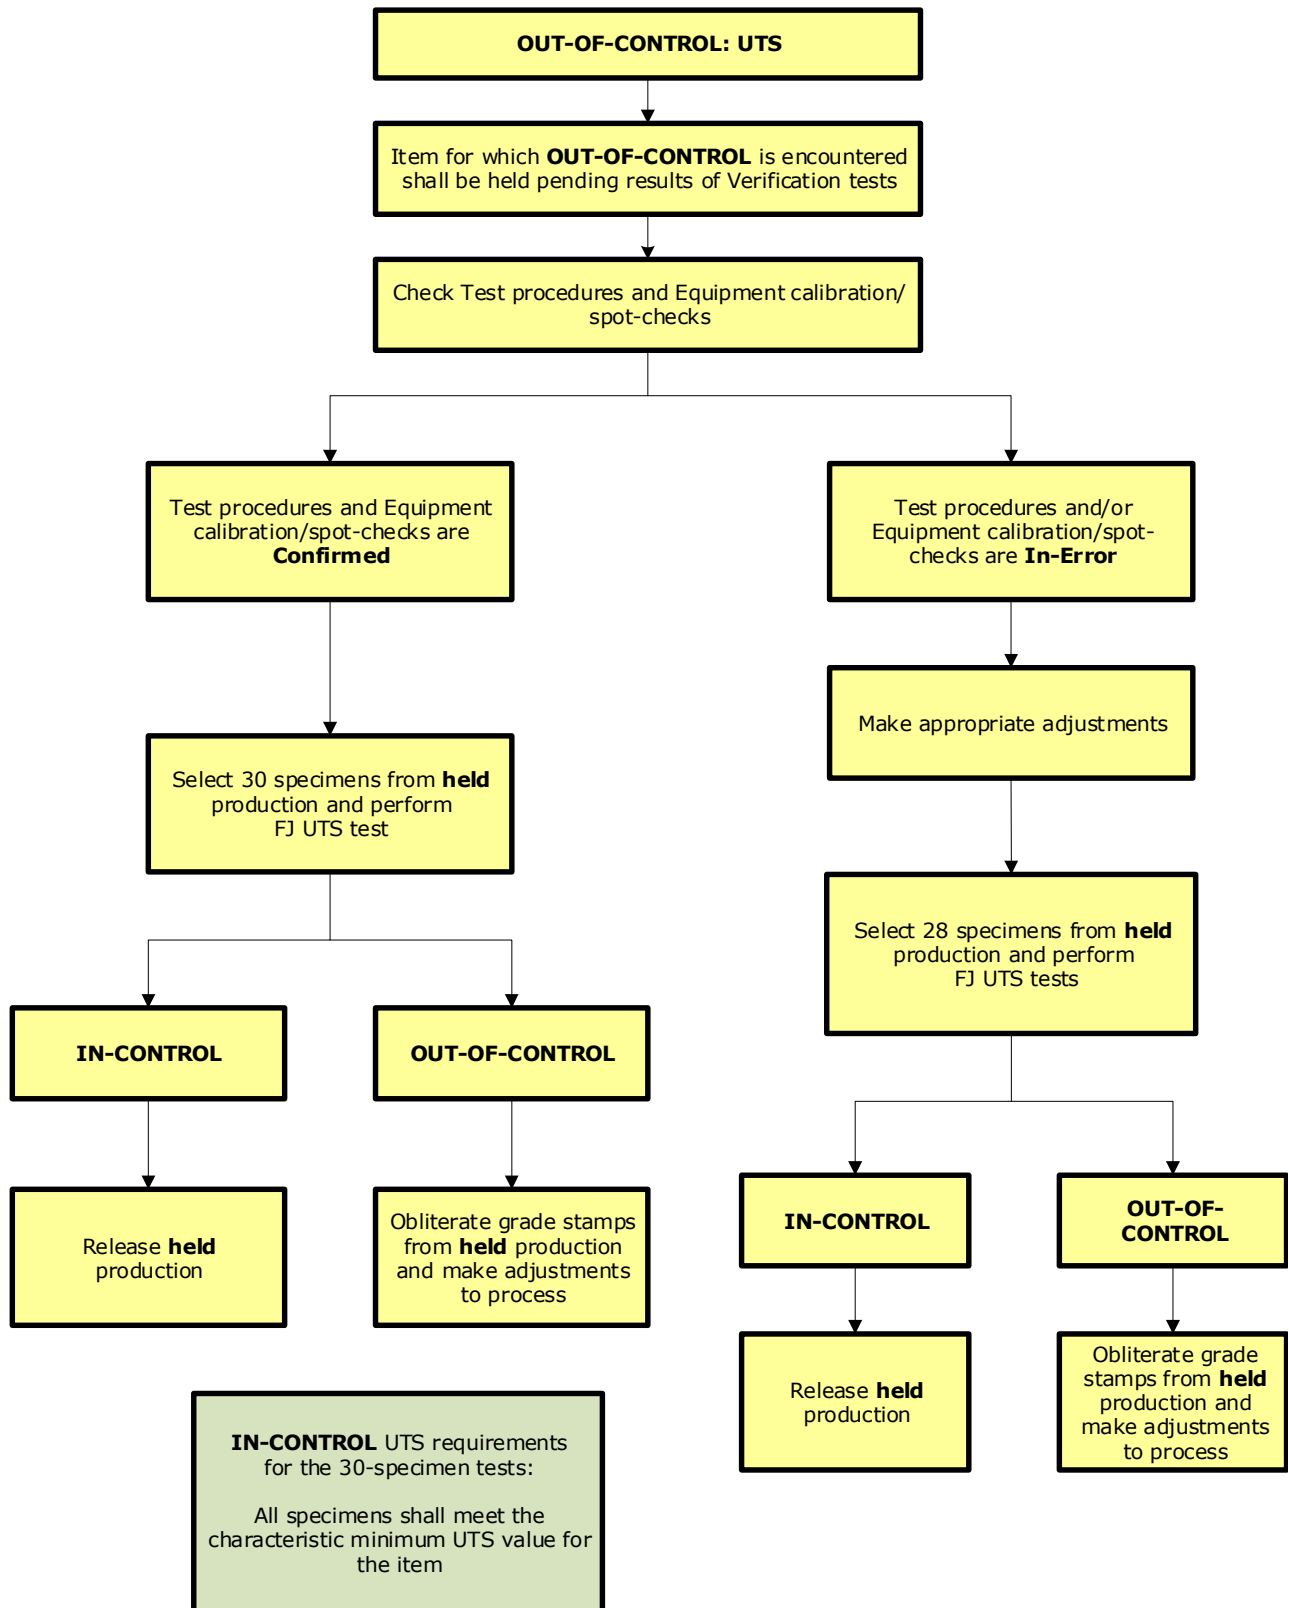 OUT-OF-CONTROL: UTS
Item for which OUT-OF-CONTROL is encountered
shall be held pending results of Verification tests
Check Test procedures and Equipment calibration/
spot-checks
Test procedures and Equipment
calibration/spot-checks are
Confirmed
Test procedures and/or
Equipment calibration/spot-
checks are In-Error
Make appropriate adjustments
Select 30 specimens from held
production and perform
FJ UTS test
Select 28 specimens from held
production and perform
FJ UTS tests
IN-CONTROL
OUT-OF-CONTROL
Release held
production
Obliterate grade stamps
from held production
and make adjustments
to process
IN-CONTROL
OUT-OF-
CONTROL
Release held
production
Obliterate grade
stamps from held
production and
make adjustments
to process
IN-CONTROL UTS requirements
for the 30-specimen tests:
All specimens shall meet the
characteristic minimum UTS value for
the item